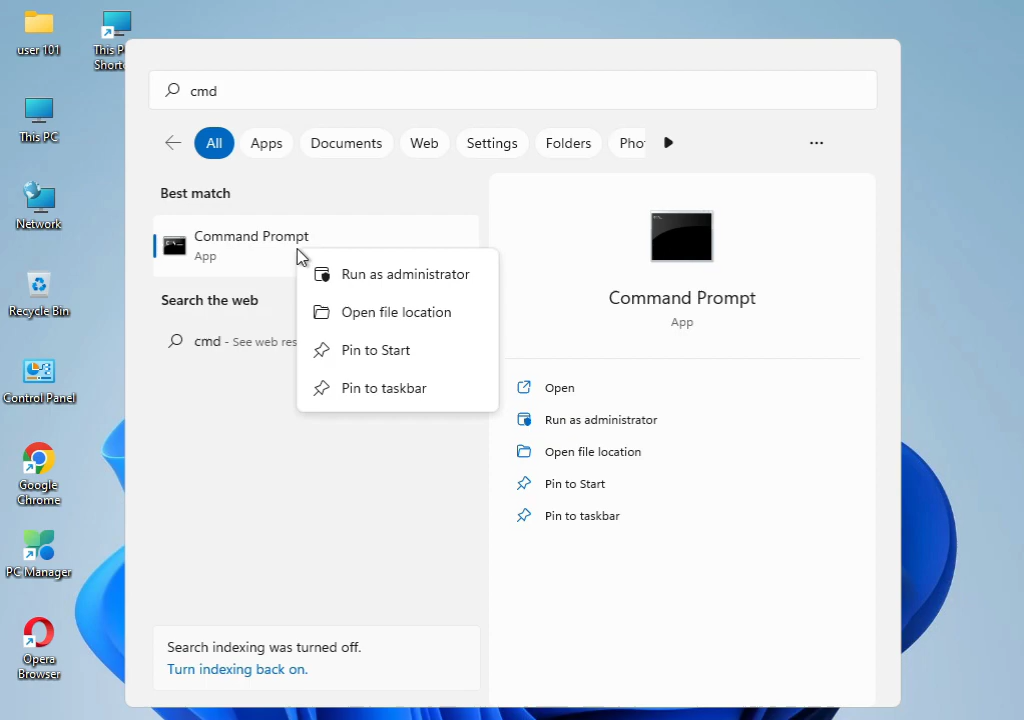 user 101
This P
Shortc
This PC
Network
Recycle Bin
Control Panel
Google
Chrome
PC Manager
Opera
Browser
cmd
All
Apps
Documents
Web
Settings
Folders
Pho
...
Best match
Command Prompt
App
Search the web
cmd - See web res
Run as administrator
Open file location
Pin to Start
Pin to taskbar
Command Prompt
App
Open
Run as administrator
Open file location
Pin to Start
Pin to taskbar
Search indexing was turned off.
Turn indexing back on.